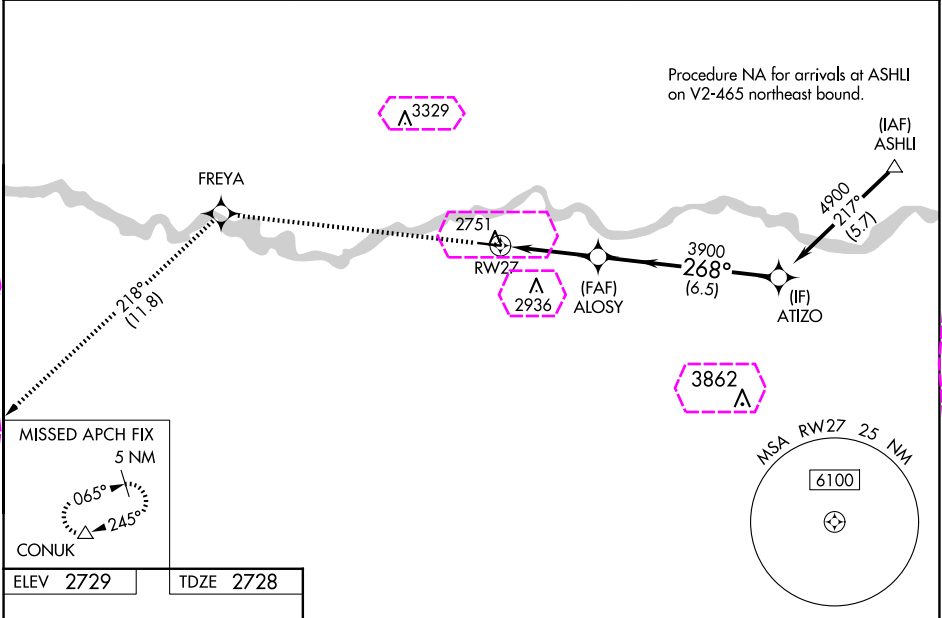 Procedure NA for arrivals at ASHLI
on V2-465 northeast bound.
3329
(IAF)
ASHLI
FREYA
4900
217°
(5.7)
2751
RW27
3900
268°
(6.5)
(FAF)
ALOSY
(IF)
ATIZO
2936
218°
(11.8)
3862
MISSED APCH FIX
5 NM
065°
245°
CONUK
MSA RW27 25 NM
6100
ELEV 2729
TDZE 2728